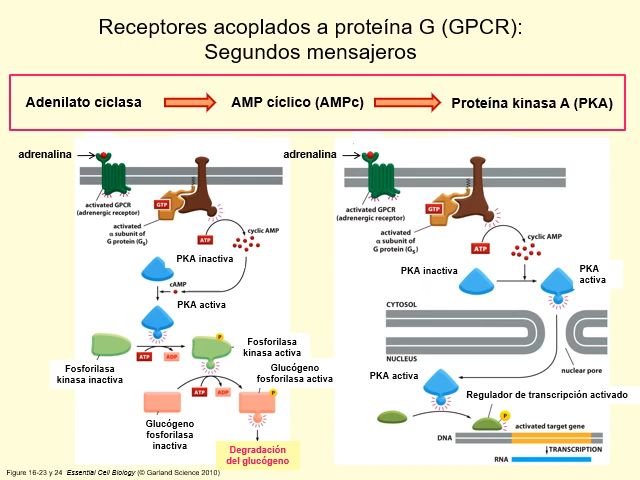 Receptores acoplados a proteína G (GPCR):
Segundos mensajeros
Adenilato ciclasa
AMP cíclico (AMPc)
Proteína kinasa A (PKA)
adrenalina
activated GPCR
(adrenergic receptor)
GTP
activated
α subunit of
G protein (Gs)
ATP
cyclic AMP
PKA inactiva
cAMP
PKA activa
Fosforilasa
kinasa inactiva
ATP
ADP
P
Fosforilasa
kinasa activa
Glucógeno
fosforilasa activa
ATP
ADP
P
Glucógeno
fosforilasa
inactiva
Degradación
del glucógeno
adrenalina
activated GPCR
(adrenergic receptor)
GTP
activated
α subunit of
G protein (Gs)
ATP
cyclic AMP
PKA inactiva
PKA
activa
CYTOSOL
NUCLEUS
nuclear pore
PKA activa
Regulador de transcripción activado
P
activated target gene
DNA
TRANSCRIPTION
RNA
Figure 16-23 y 24 Essential Cell Biology (© Garland Science 2010)